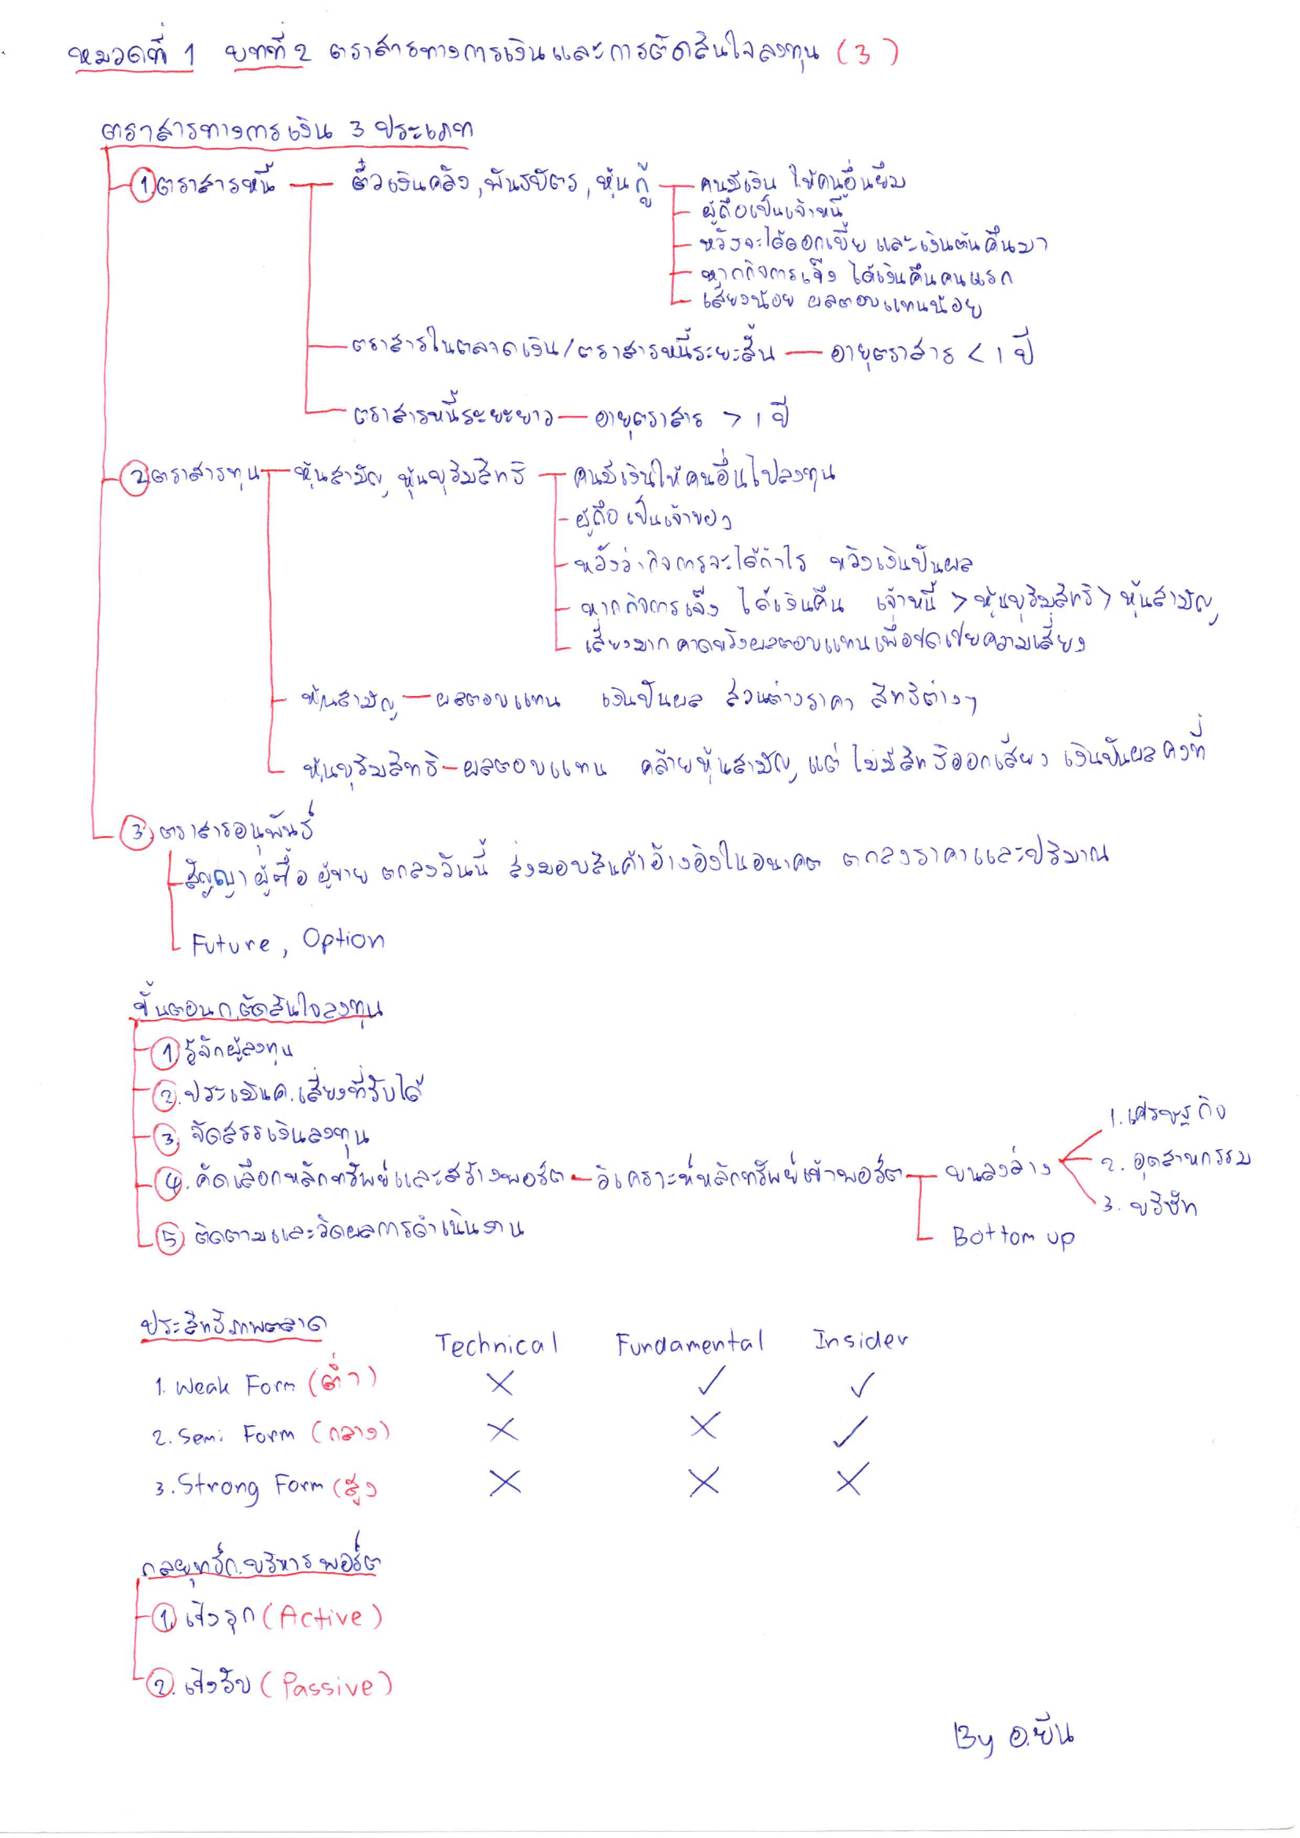 หมวดที่ 1 บทที่ 2 ตราสารทางการเงินและการตัดสินใจลงทุน (3)
ตราสารทางการเงิน 3 ประเภท
1 ตราสารหนี้ ตั๋วเงินคลัง, พันธบัตร, หุ้นกู้ คนมีเงิน ให้คนอื่นยืม
ผู้ถือเป็นเจ้าหนี้
หวังจะได้ดอกเบี้ย และเงินต้นคืนมา
หากกิจการเจ๊ง ได้เงินคืนคนแรก
เสี่ยงน้อย ผลตอบแทนน้อย
ตราสารในตลาดเงิน/ตราสารหนี้ระยะสั้น อายุตราสาร < 1 ปี
ตราสารหนี้ระยะยาว อายุตราสาร > 1 ปี
2 ตราสารทุน หุ้นสามัญ หุ้นบุริมสิทธิ คนมีเงินให้คนอื่นไปลงทุน
ผู้ถือเป็นเจ้าของ
หวังว่ากิจการจะได้กำไร หวังเงินปันผล
หากกิจการเจ๊ง ได้เงินคืน เจ้าหนี้ > หุ้นบุริมสิทธิ > หุ้นสามัญ
เสี่ยงมาก คาดหวังผลตอบแทนเพื่อชดเชยความเสี่ยง
หุ้นสามัญ ผลตอบแทน เงินปันผล ส่วนต่างราคา สิทธิต่างๆ
หุ้นบุริมสิทธิ ผลตอบแทน คล้ายหุ้นสามัญ แต่ ไม่มีสิทธิออกเสียง เงินปันผลคงที่
3 ตราสารอนุพันธ์
สัญญา ผู้ซื้อ ผู้ขาย ตกลงวันนี้ ส่งมอบสินค้าอ้างอิงในอนาคต ตกลงราคาและปริมาณ
Future, Option
ขั้นตอนก.ตัดสินใจลงทุน
1 รู้จักผู้ลงทุน
2. ประเมินค.เสี่ยงที่รับได้
3. จัดสรรเงินลงทุน
4. คัดเลือกหลักทรัพย์และสร้างพอร์ต วิเคราะห์หลักทรัพย์เข้าพอร์ต บนลงล่าง
1. เศรษฐกิจ
2. อุตสาหกรรม
3. บริษัท
Bottom up
5 ติดตามและวัดผลการดำเนินงาน
ประสิทธิภาพตลาด Technical Fundamental Insider
1. Weak Form (ต่ำ) ✗ ✓ ✓
2. Semi Form (กลาง) ✗ ✗ ✓
3. Strong Form (สูง ✗ ✗ ✗
กลยุทธ์ก.บริหารพอร์ต
1. เชิงรุก (Active)
2. เชิงรับ (Passive)
By อ.ยีน